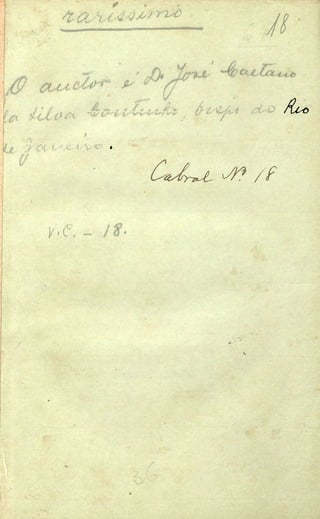 raríssimo
18
O auctor é D. José Caetano
da Silva Coutinho, bispo do Rio
de Janeiro.
Cabral Nº 18
V.C. - 18.
36